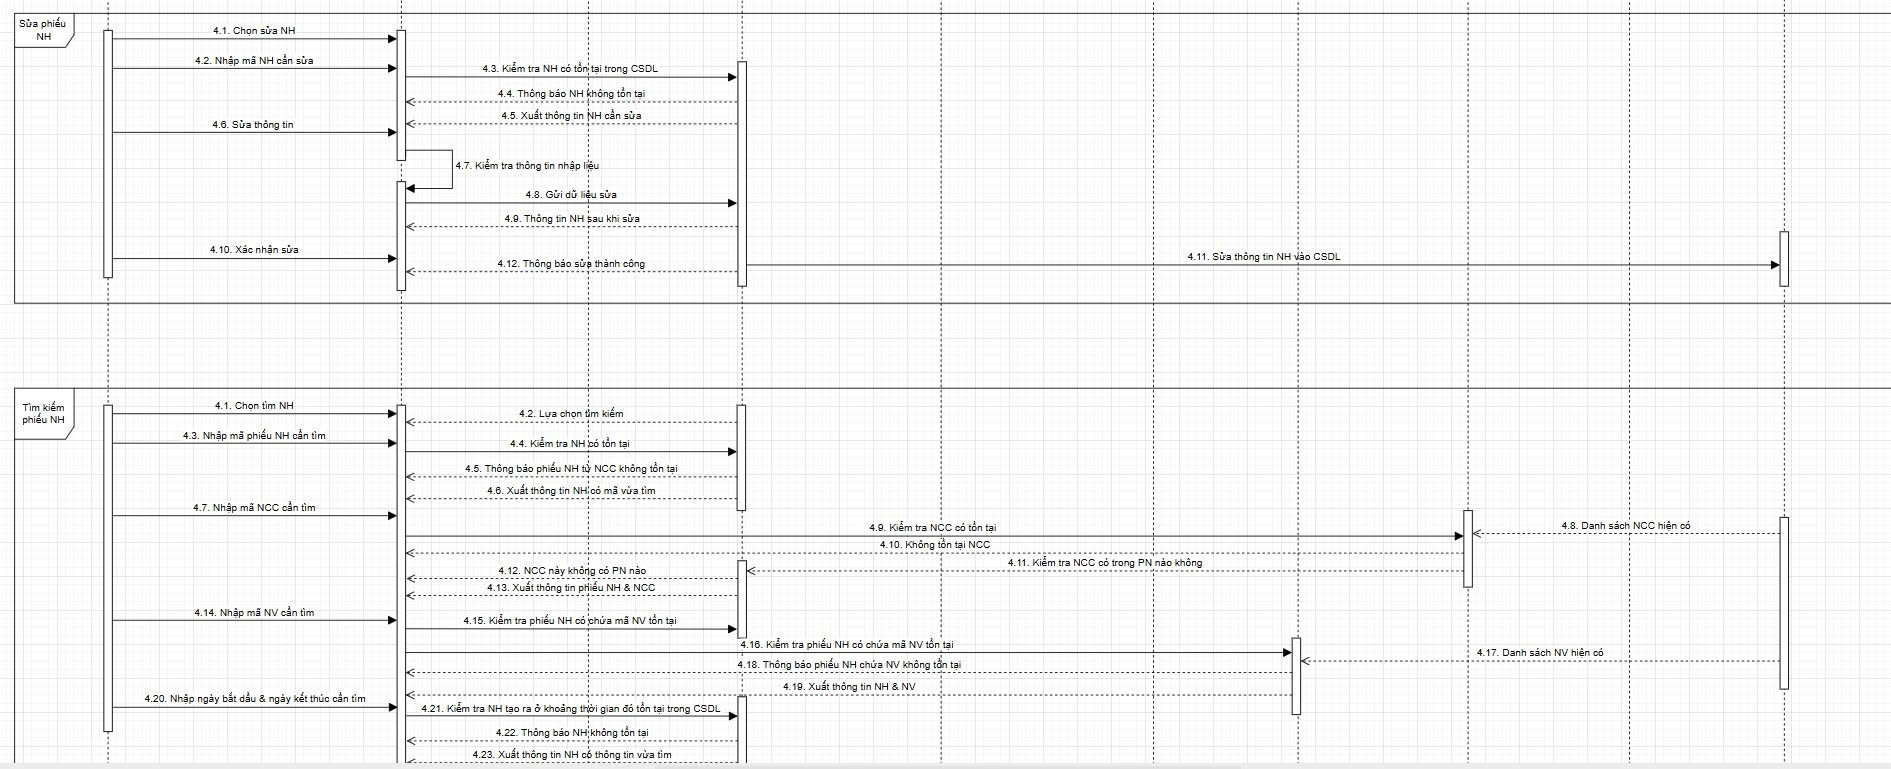 Sửa phiếu
NH
4.1. Chọn sửa NH
4.2. Nhập mã NH cần sửa
4.3. Kiểm tra NH có tồn tại trong CSDL
4.4. Thông báo NH không tồn tại
4.5. Xuất thông tin NH cần sửa
4.6. Sửa thông tin
4.7. Kiểm tra thông tin nhập liệu
4.8. Gửi dữ liệu sửa
4.9. Thông tin NH sau khi sửa
4.10. Xác nhận sửa
4.11. Sửa thông tin NH vào CSDL
4.12. Thông báo sửa thành công
Tìm kiếm
phiếu NH
4.1. Chọn tìm NH
4.2. Lựa chọn tìm kiếm
4.3. Nhập mã phiếu NH cần tìm
4.4. Kiểm tra NH có tồn tại
4.5. Thông báo phiếu NH từ NCC không tồn tại
4.6. Xuất thông tin NH có mã vừa tìm
4.7. Nhập mã NCC cần tìm
4.8. Danh sách NCC hiện có
4.9. Kiểm tra NCC có tồn tại
4.10. Không tồn tại NCC
4.11. Kiểm tra NCC có trong PN nào không
4.12. NCC này không có PN nào
4.13. Xuất thông tin phiếu NH & NCC
4.14. Nhập mã NV cần tìm
4.15. Kiểm tra phiếu NH có chứa mã NV tồn tại
4.16. Kiểm tra phiếu NH có chứa mã NV tồn tại
4.17. Danh sách NV hiện có
4.18. Thông báo phiếu NH chứa NV không tồn tại
4.19. Xuất thông tin NH & NV
4.20. Nhập ngày bắt đầu & ngày kết thúc cần tìm
4.21. Kiểm tra NH tạo ra ở khoảng thời gian đó tồn tại trong CSDL
4.22. Thông báo NH không tồn tại
4.23. Xuất thông tin NH có thông tin vừa tìm